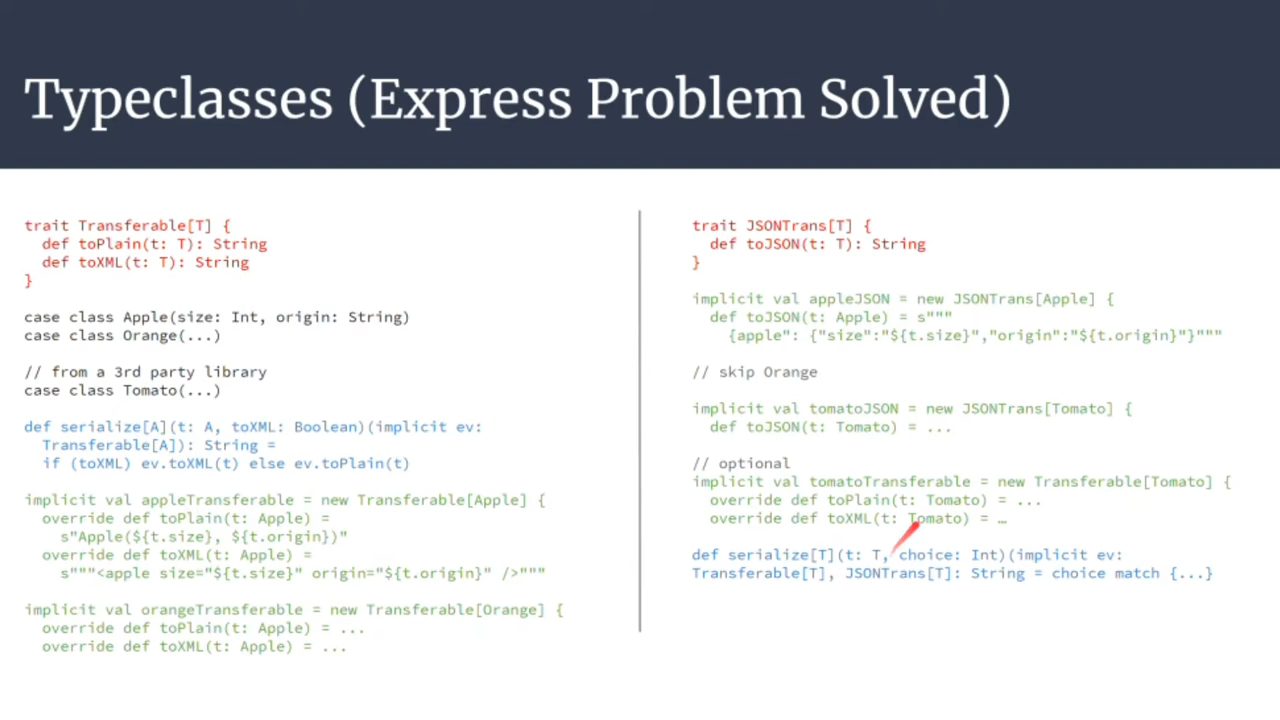 Typeclasses (Express Problem Solved)
trait Transferable[T] {
def toPlain(t: T): String
def toXML(t: T): String
}
case class Apple(size: Int, origin: String)
case class Orange(...)
// from a 3rd party library
case class Tomato(...)
def serialize[A](t: A, toXML: Boolean)(implicit ev:
Transferable[A]): String =
if (toXML) ev.toXML(t) else ev.toPlain(t)
implicit val appleTransferable = new Transferable[Apple] {
override def toPlain(t: Apple) =
s"Apple(${t.size}, ${t.origin})"
override def toXML(t: Apple) =
s"""<apple size="${t.size}" origin="${t.origin}" />"""
implicit val orangeTransferable = new Transferable[Orange] {
override def toPlain(t: Apple) = ...
override def toXML(t: Apple) = ...
trait JSONTrans[T] {
def toJSON(t: T): String
}
implicit val appleJSON = new JSONTrans[Apple] {
def toJSON(t: Apple) = s"""
{apple": {"size":"${t.size}","origin":"${t.origin}"}"""
// skip Orange
implicit val tomatoJSON = new JSONTrans[Tomato] {
def toJSON(t: Tomato) = ...
// optional
implicit val tomatoTransferable = new Transferable[Tomato] {
override def toPlain(t: Tomato) = ...
override def toXML(t: Tomato) = …
def serialize[T](t: T, choice: Int)(implicit ev:
Transferable[T], JSONTrans[T]: String = choice match {...}